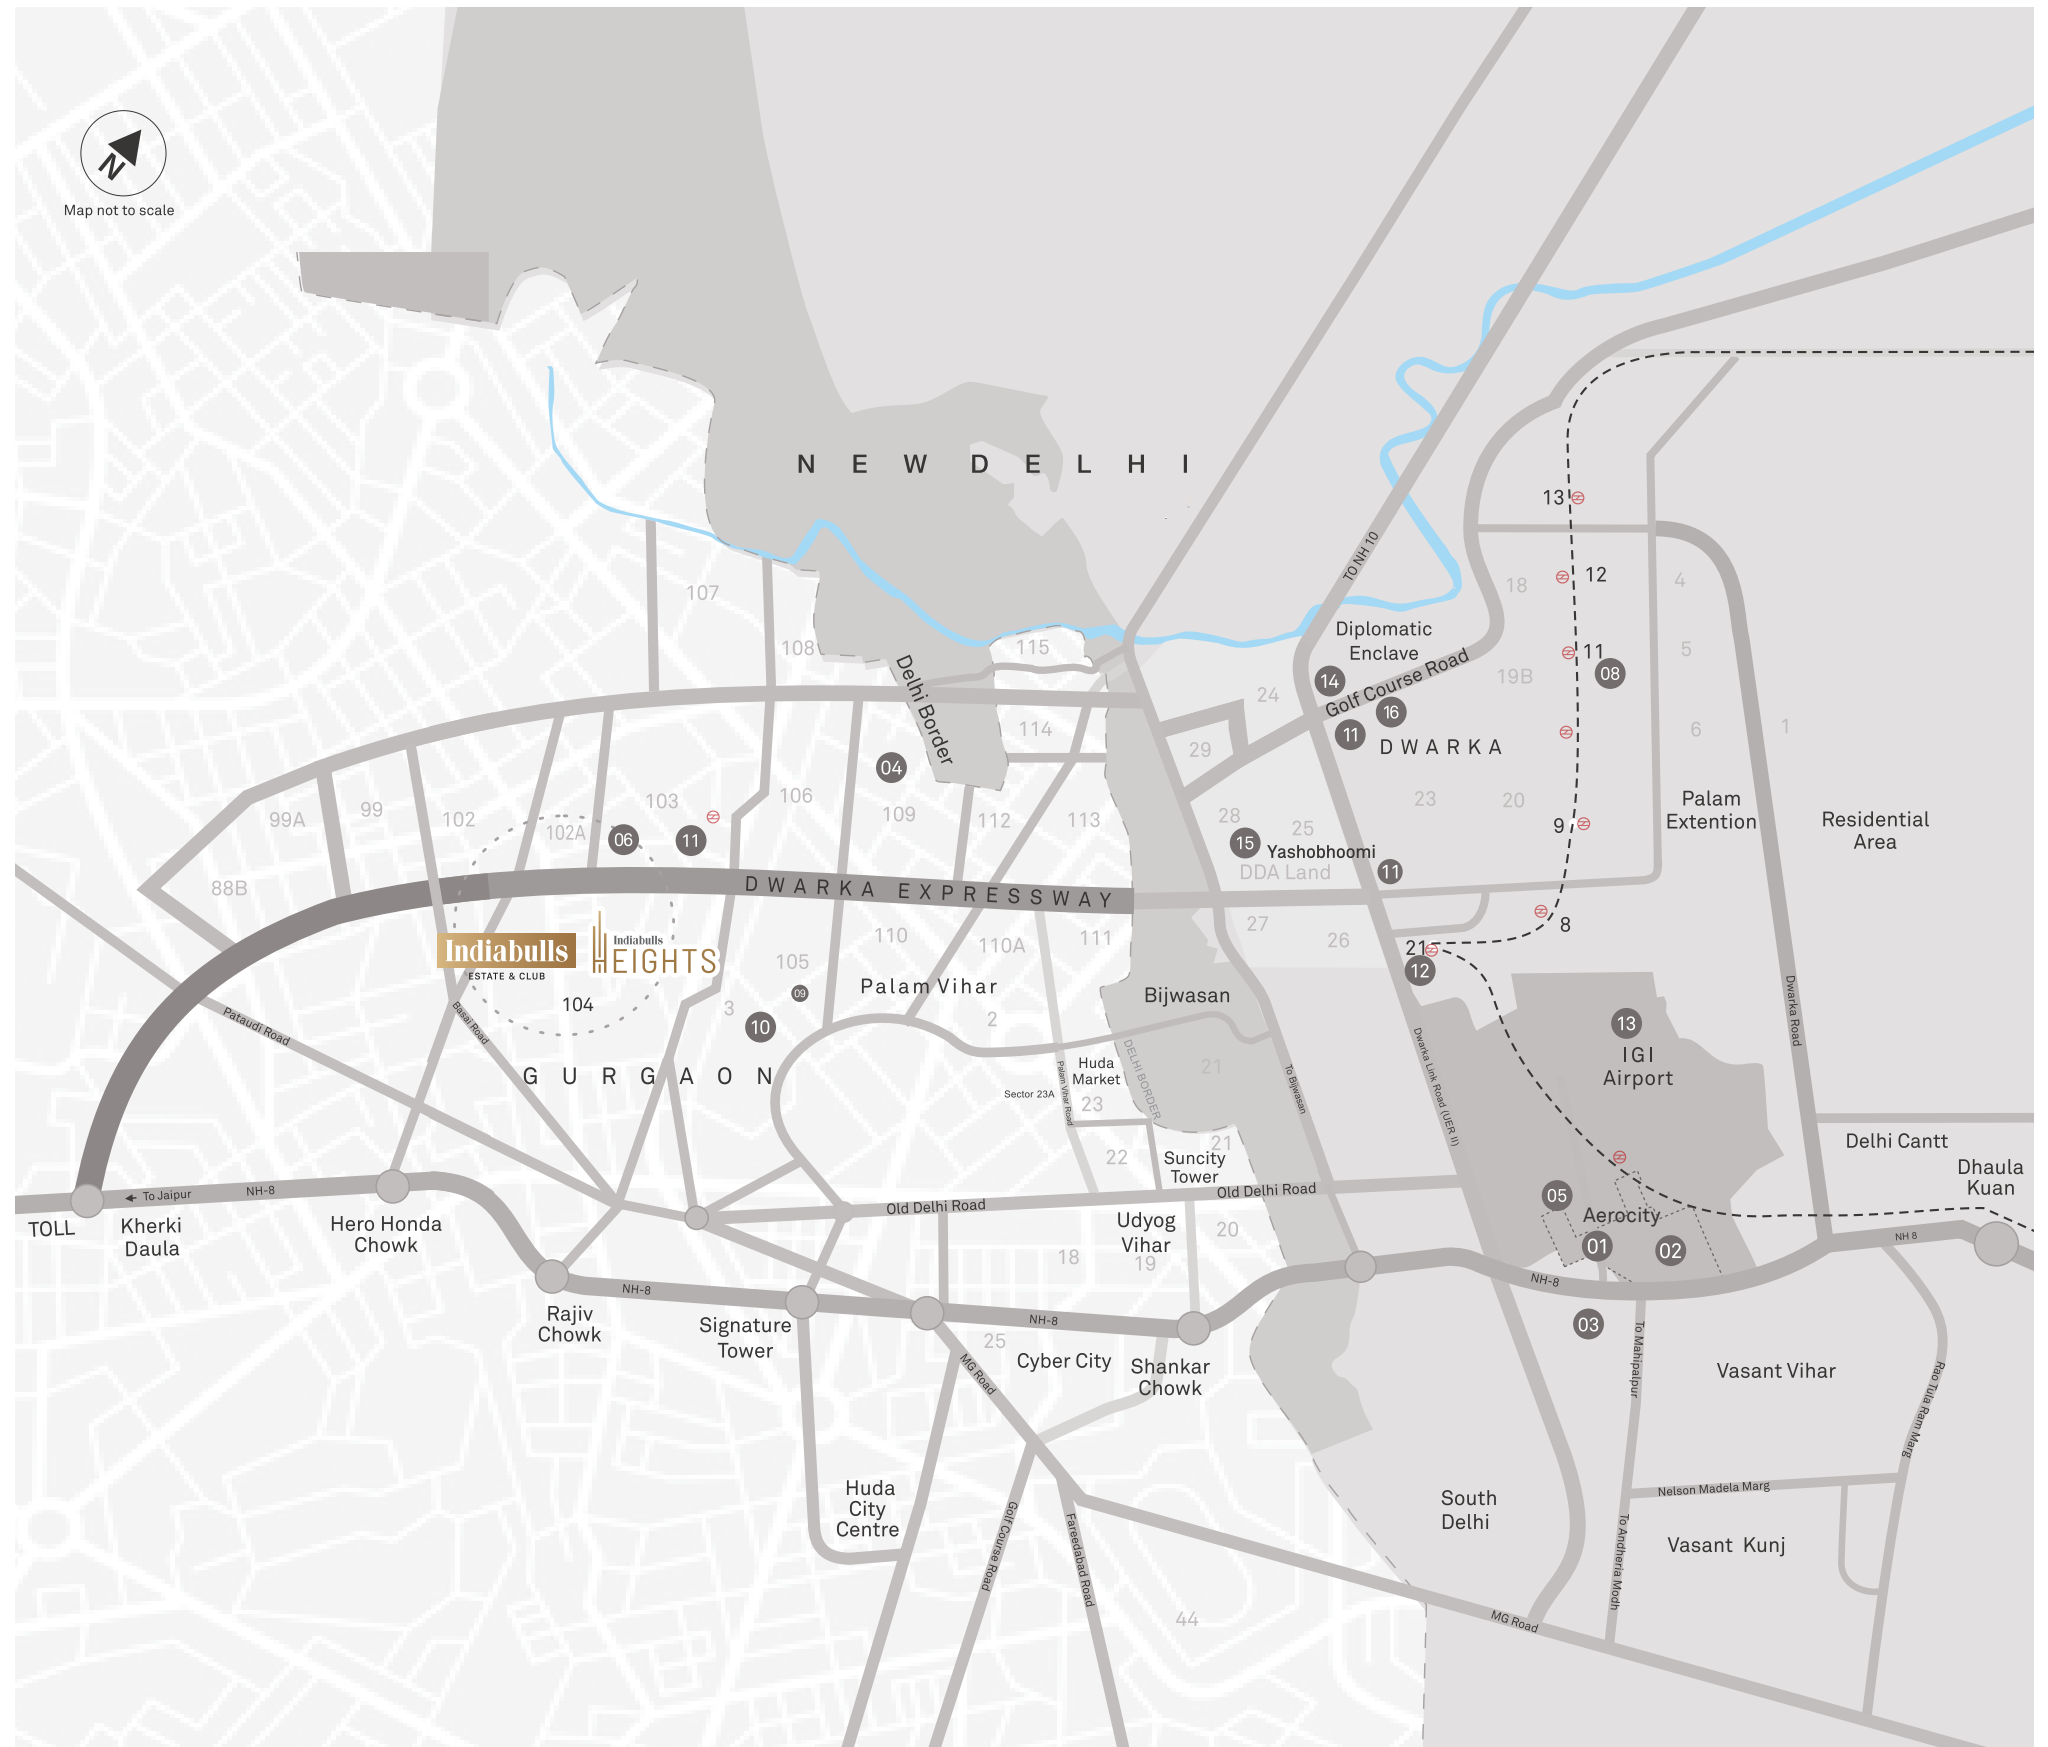 N
Map not to scale
NEW DELHI
13
TO NH 10
12
18
4
107
Diplomatic
Enclave
11
08
5
108
115
19B
14
Golf Course Road
24
Delhi Border
16
11
114
29
6
1
DWARKA
04
103
106
109
112
113
99A
99
102
102A
06
11
23
20
Palam
Extention
Residential
Area
28
25
15
Yashobhoomi
DDA Land
11
9
88B
DWARKA EXPRESSWAY
27
26
8
110
110A
111
21
12
Indiabulls
ESTATE & CLUB
Indiabulls
HEIGHTS
105
104
Palam Vihar
Bijwasan
09
3
10
2
13
IGI
Airport
Dwarka Road
Pataudi Road
Basai Road
GURGAON
Huda
Market
Sector 23A
23
Palam Vihar Road
DELHI BORDER
21
To Bijwasan
Dwarka Link Road (UER II)
22
21
Suncity
Tower
Delhi Cantt
Dhaula
Kuan
To Jaipur
NH-8
TOLL
Kherki
Daula
Hero Honda
Chowk
Old Delhi Road
Old Delhi Road
Udyog
Vihar
20
18
19
05
Aerocity
01
02
NH 8
NH-8
NH-8
NH-8
Rajiv
Chowk
Signature
Tower
25
Cyber City
Shankar
Chowk
MG Road
03
To Mahipalpur
Vasant Vihar
Rao Tula Ram Marg
Huda
City
Centre
South
Delhi
Nelson Madela Marg
Golf Course Road
Fareedabad Road
To Andheria Modh
Vasant Kunj
44
MG Road